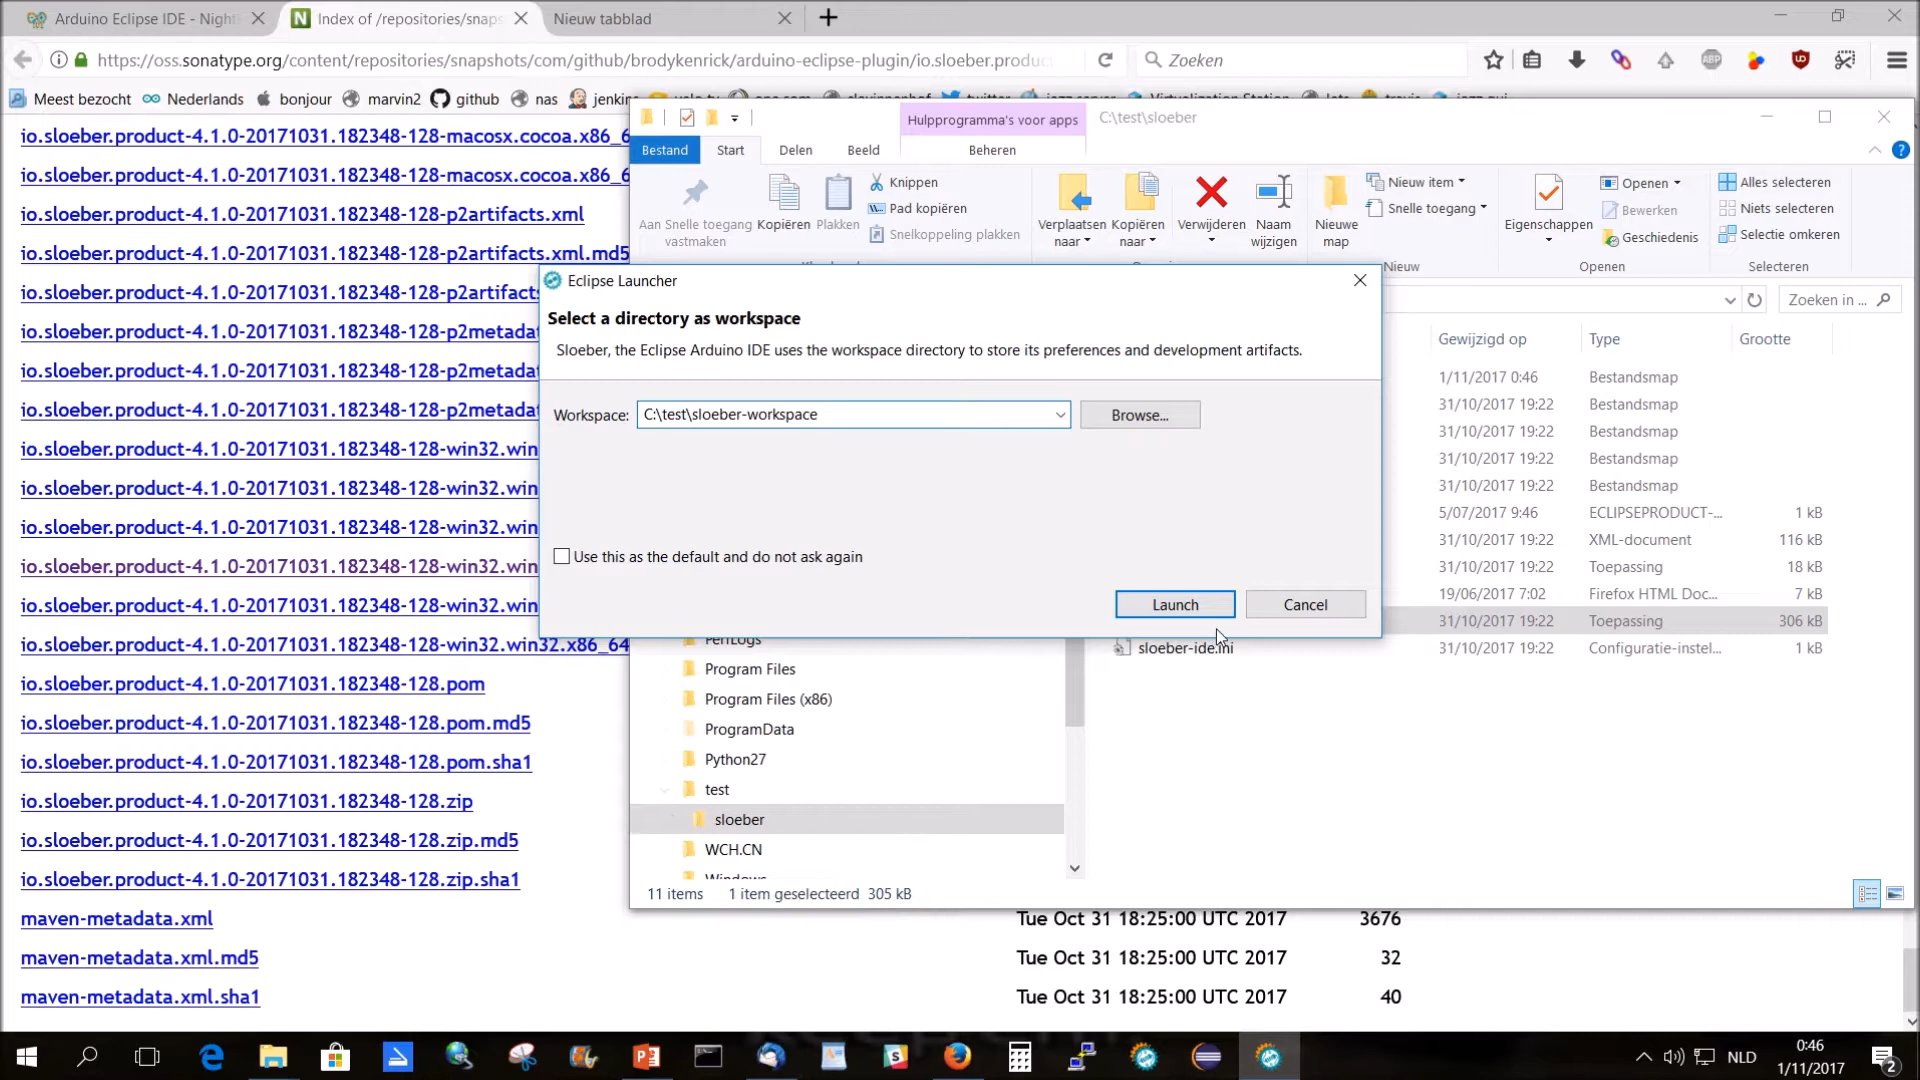 Arduino Eclipse IDE - Night
Index of /repositories/snaps
Nieuw tabblad
https://oss.sonatype.org/content/repositories/snapshots/com/github/brodykenrick/arduino-eclipse-plugin/io.sloeber.produc
Zoeken
Meest bezocht
Nederlands
bonjour
marvin2
github
nas
jenkin
io.sloeber.product-4.1.0-20171031.182348-128-macosx.cocoa.x86_6
io.sloeber.product-4.1.0-20171031.182348-128-macosx.cocoa.x86_6
io.sloeber.product-4.1.0-20171031.182348-128-p2artifacts.xml
io.sloeber.product-4.1.0-20171031.182348-128-p2artifacts.xml.md5
io.sloeber.product-4.1.0-20171031.182348-128-p2artifact
io.sloeber.product-4.1.0-20171031.182348-128-p2metada
io.sloeber.product-4.1.0-20171031.182348-128-p2metada
io.sloeber.product-4.1.0-20171031.182348-128-p2metada
io.sloeber.product-4.1.0-20171031.182348-128-win32.win
io.sloeber.product-4.1.0-20171031.182348-128-win32.win
io.sloeber.product-4.1.0-20171031.182348-128-win32.win
io.sloeber.product-4.1.0-20171031.182348-128-win32.win
io.sloeber.product-4.1.0-20171031.182348-128-win32.win
io.sloeber.product-4.1.0-20171031.182348-128-win32.win32.x86_64
io.sloeber.product-4.1.0-20171031.182348-128.pom
io.sloeber.product-4.1.0-20171031.182348-128.pom.md5
io.sloeber.product-4.1.0-20171031.182348-128.pom.sha1
io.sloeber.product-4.1.0-20171031.182348-128.zip
io.sloeber.product-4.1.0-20171031.182348-128.zip.md5
io.sloeber.product-4.1.0-20171031.182348-128.zip.sha1
maven-metadata.xml Tue Oct 31 18:25:00 UTC 2017 3676
maven-metadata.xml.md5 Tue Oct 31 18:25:00 UTC 2017 32
maven-metadata.xml.sha1 Tue Oct 31 18:25:00 UTC 2017 40
Hulpprogramma's voor apps
C:\test\sloeber
Bestand
Start
Delen
Beeld
Beheren
Aan Snelle toegang
vastmaken
Kopiëren
Plakken
Knippen
Pad kopiëren
Snelkoppeling plakken
Verplaatsen
naar
Kopiëren
naar
Verwijderen
Naam
wijzigen
Nieuwe
map
Nieuw item
Snelle toegang
Nieuw
Eigenschappen
Openen
Bewerken
Geschiedenis
Openen
Alles selecteren
Niets selecteren
Selectie omkeren
Selecteren
Zoeken in ...
Gewijzigd op Type Grootte
1/11/2017 0:46 Bestandsmap
31/10/2017 19:22 Bestandsmap
31/10/2017 19:22 Bestandsmap
31/10/2017 19:22 Bestandsmap
31/10/2017 19:22 Bestandsmap
5/07/2017 9:46 ECLIPSEPRODUCT-... 1 kB
31/10/2017 19:22 XML-document 116 kB
31/10/2017 19:22 Toepassing 18 kB
19/06/2017 7:02 Firefox HTML Doc... 7 kB
31/10/2017 19:22 Toepassing 306 kB
sloeber-ide.ini 31/10/2017 19:22 Configuratie-instel... 1 kB
Eclipse Launcher
Select a directory as workspace
Sloeber, the Eclipse Arduino IDE uses the workspace directory to store its preferences and development artifacts.
Workspace:
C:\test\sloeber-workspace
Browse...
Use this as the default and do not ask again
Launch
Cancel
PerfLogs
Program Files
Program Files (x86)
ProgramData
Python27
test
sloeber
WCH.CN
Windows
11 items
1 item geselecteerd 305 kB
NLD
0:46
1/11/2017
2